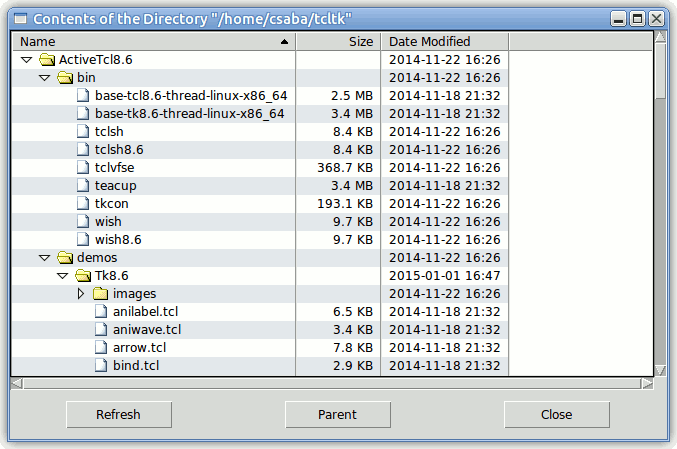 Contents of the Directory "/home/csaba/tcltk"
Name Size Date Modified
ActiveTcl8.6 2014-11-22 16:26
bin 2014-11-22 16:26
base-tcl8.6-thread-linux-x86_64 2.5 MB 2014-11-18 21:32
base-tk8.6-thread-linux-x86_64 3.4 MB 2014-11-18 21:32
tclsh 8.4 KB 2014-11-22 16:26
tclsh8.6 8.4 KB 2014-11-22 16:26
tclvfse 368.7 KB 2014-11-22 16:26
teacup 3.4 MB 2014-11-18 21:32
tkcon 193.1 KB 2014-11-22 16:26
wish 9.7 KB 2014-11-22 16:26
wish8.6 9.7 KB 2014-11-22 16:26
demos 2014-11-22 16:26
Tk8.6 2015-01-01 16:47
images 2014-11-22 16:26
anilabel.tcl 6.5 KB 2014-11-18 21:32
aniwave.tcl 3.4 KB 2014-11-18 21:32
arrow.tcl 7.8 KB 2014-11-18 21:32
bind.tcl 2.9 KB 2014-11-18 21:32
Refresh Parent Close